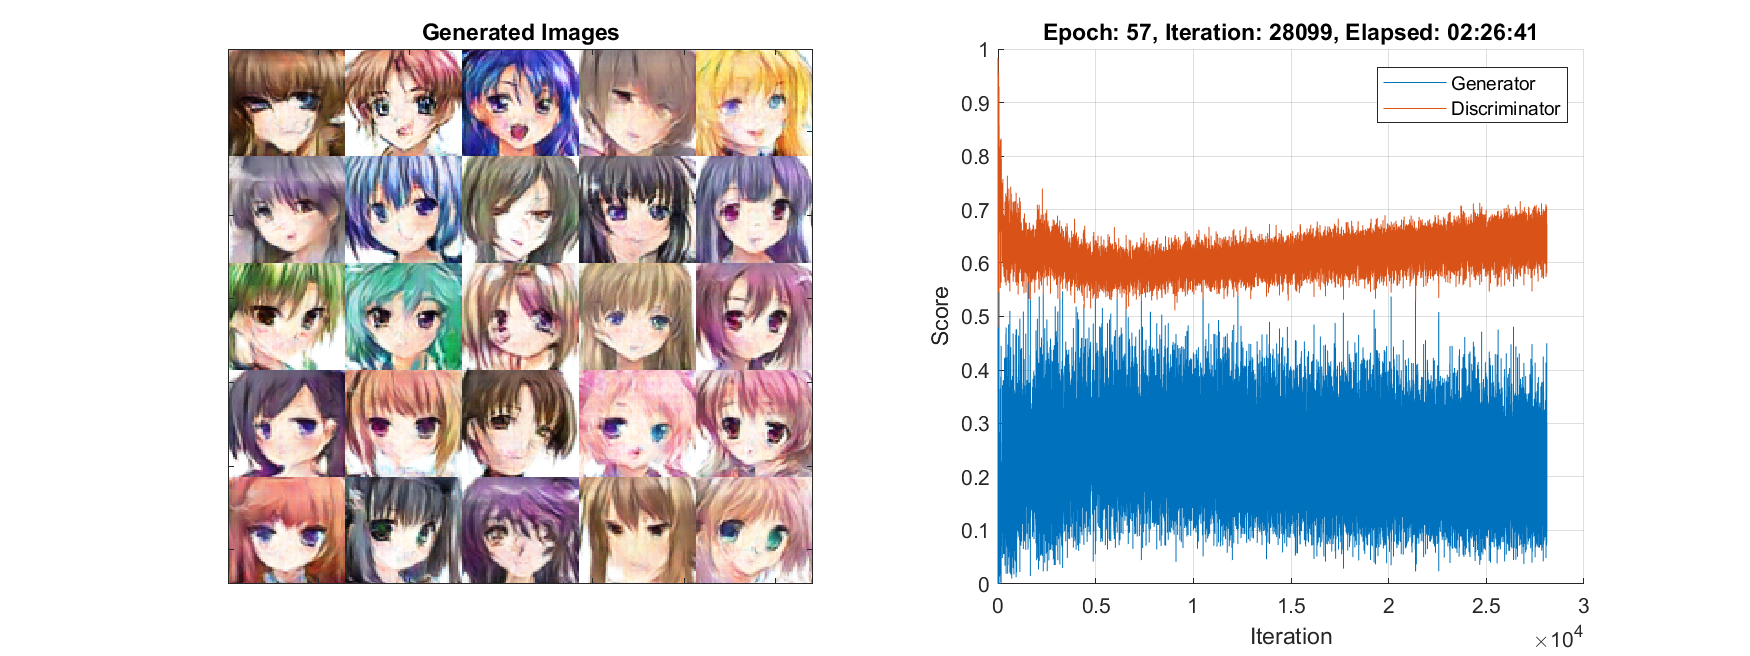 Generated Images
Epoch: 57, Iteration: 28099, Elapsed: 02:26:41
Generator
Discriminator
1
0.9
0.8
0.7
0.6
0.5
0.4
0.3
0.2
0.1
0
Score
0 0.5 1 1.5 2 2.5 3
Iteration
×10⁴